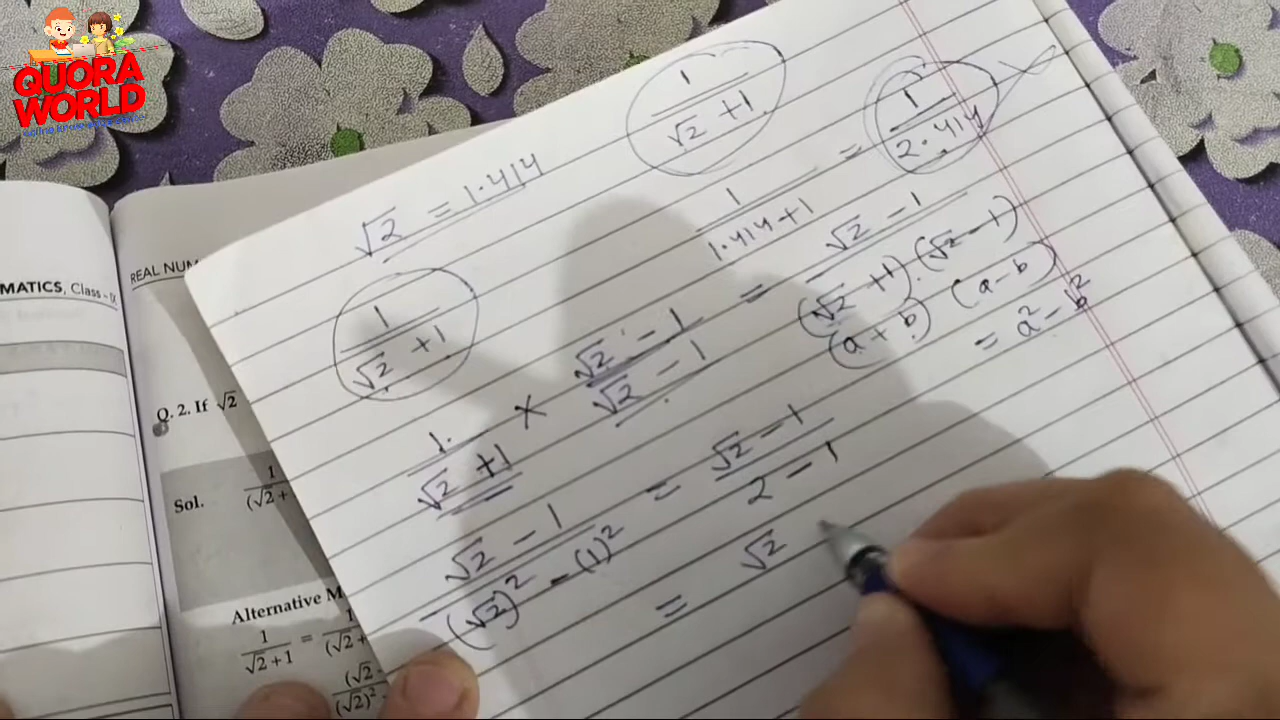 QUORA
WORLD
MATICS, Class - IX
REAL NUM
Q. 2. If √2
Sol. 1/(√2 +
Alternative M
1/(√2+1) = 1/(√2 +
(√2 -
(√2)² -
√2 = 1.414
1/(√2 + 1)
1/(1.414 + 1) = 1/2.414
1/(√2 + 1)
1/(√2 + 1) × (√2 - 1)/(√2 - 1) = (√2 - 1)/((√2 + 1).(√2 - 1))
(a + b) (a - b)
= a² - b²
(√2 - 1)/((√2)² - (1)²) = (√2 - 1)/(2 - 1)
= √2